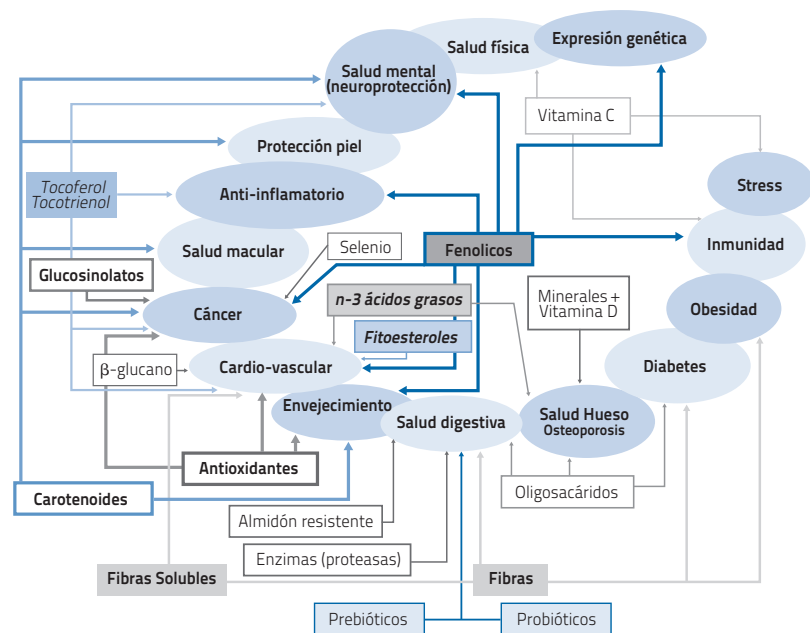 Salud física
Expresión genética
Salud mental
(neuroprotección)
Vitamina C
Protección piel
Tocoferol
Tocotrienol
Anti-inflamatorio
Stress
Salud macular
Selenio
Fenolicos
Inmunidad
Glucosinolatos
n-3 ácidos grasos
Minerales +
Vitamina D
Obesidad
Cáncer
Fitoesteroles
β-glucano
Cardio-vascular
Diabetes
Envejecimiento
Salud digestiva
Salud Hueso
Osteoporosis
Antioxidantes
Carotenoides
Oligosacáridos
Almidón resistente
Enzimas (proteasas)
Fibras Solubles
Fibras
Prebióticos
Probióticos